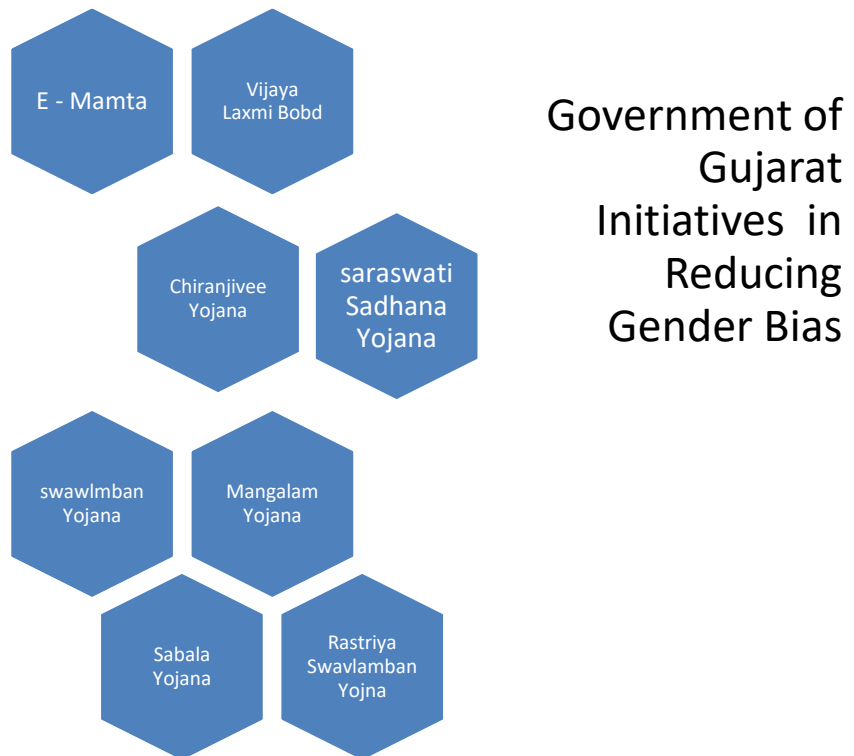 E - Mamta
Vijaya
Laxmi Bobd
Government of
Gujarat
Initiatives in
Reducing
Gender Bias
Chiranjivee
Yojana
saraswati
Sadhana
Yojana
swawlmban
Yojana
Mangalam
Yojana
Sabala
Yojana
Rastriya
Swavlamban
Yojna